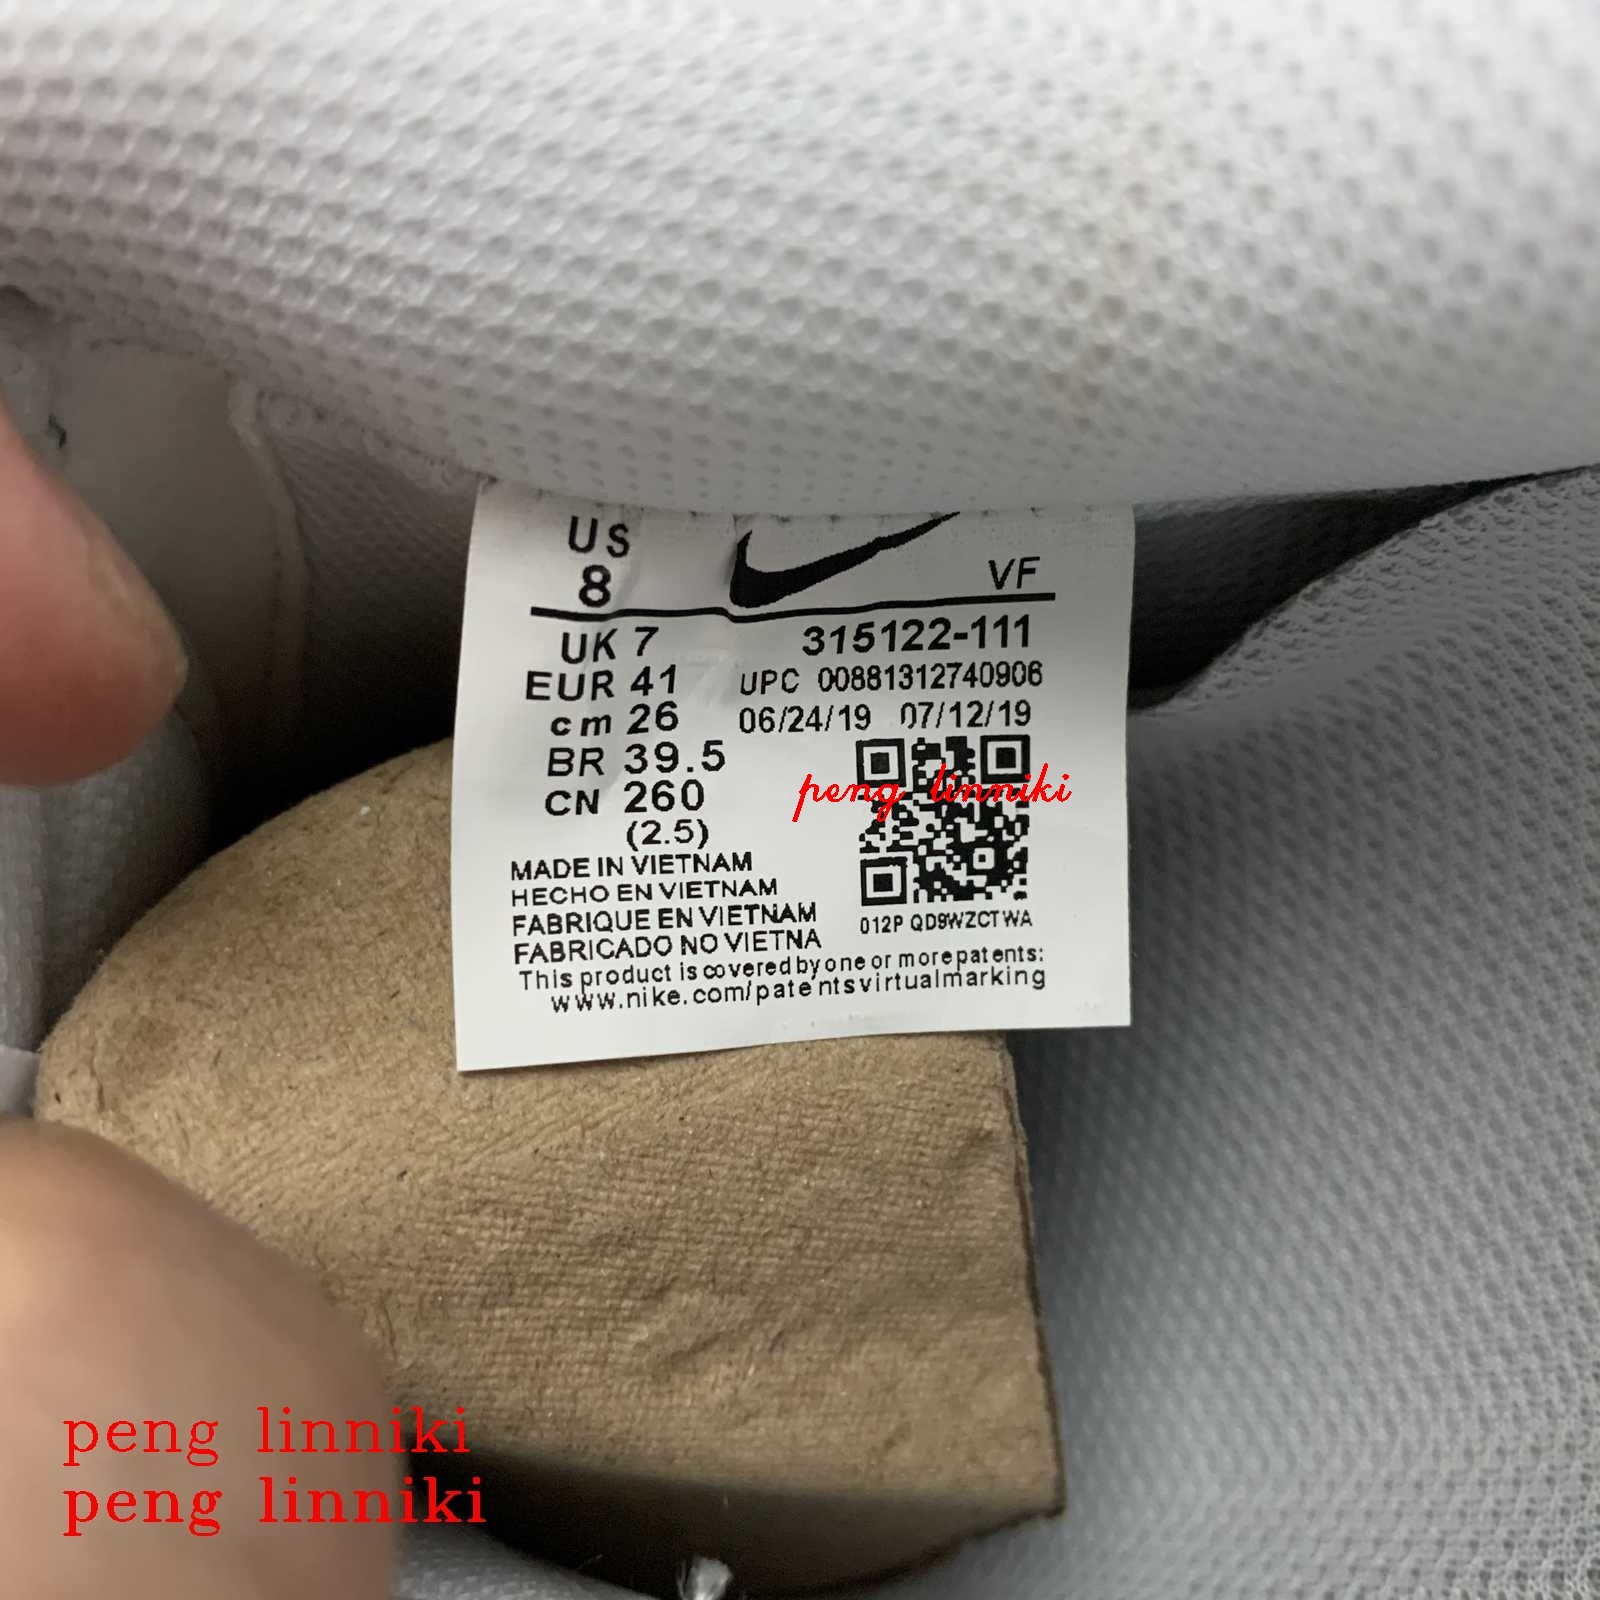 US
8
VF
UK 7
315122-111
EUR 41
UPC 00881312740906
cm 26
06/24/19 07/12/19
BR 39.5
peng linniki
CN 260
(2.5)
MADE IN VIETNAM
HECHO EN VIETNAM
FABRIQUE EN VIETNAM
FABRICADO NO VIETNA
012P QD9WZCTWA
This product is covered by one or more patents:
www.nike.com/patentsvirtualmarking
peng linniki
peng linniki